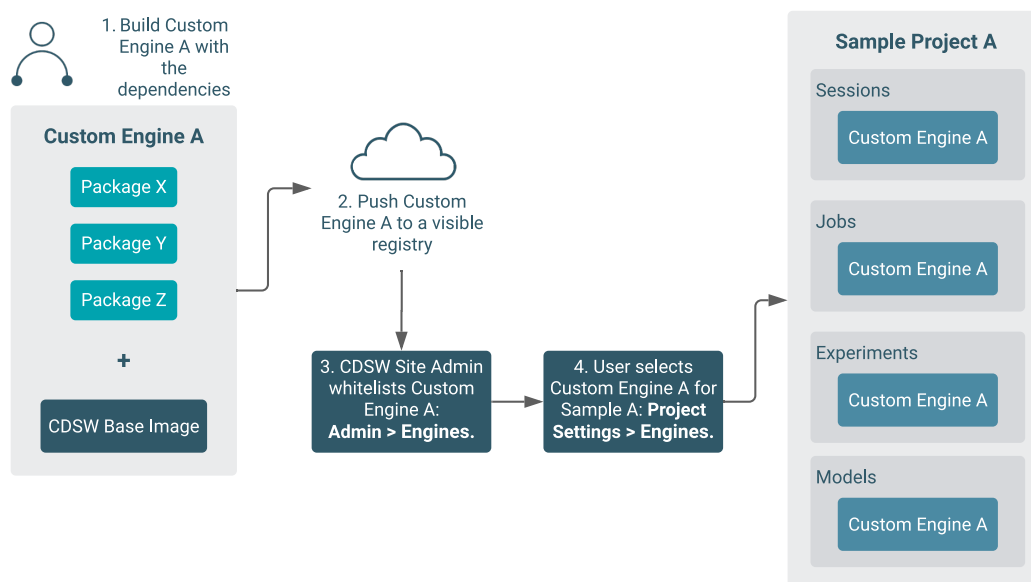 1. Build Custom
Engine A with
the
dependencies
Custom Engine A
Package X
Package Y
Package Z
+
CDSW Base Image
2. Push Custom
Engine A to a visible
registry
3. CDSW Site Admin
whitelists Custom
Engine A:
Admin > Engines.
4. User selects
Custom Engine A for
Sample A: Project
Settings > Engines.
Sample Project A
Sessions
Custom Engine A
Jobs
Custom Engine A
Experiments
Custom Engine A
Models
Custom Engine A